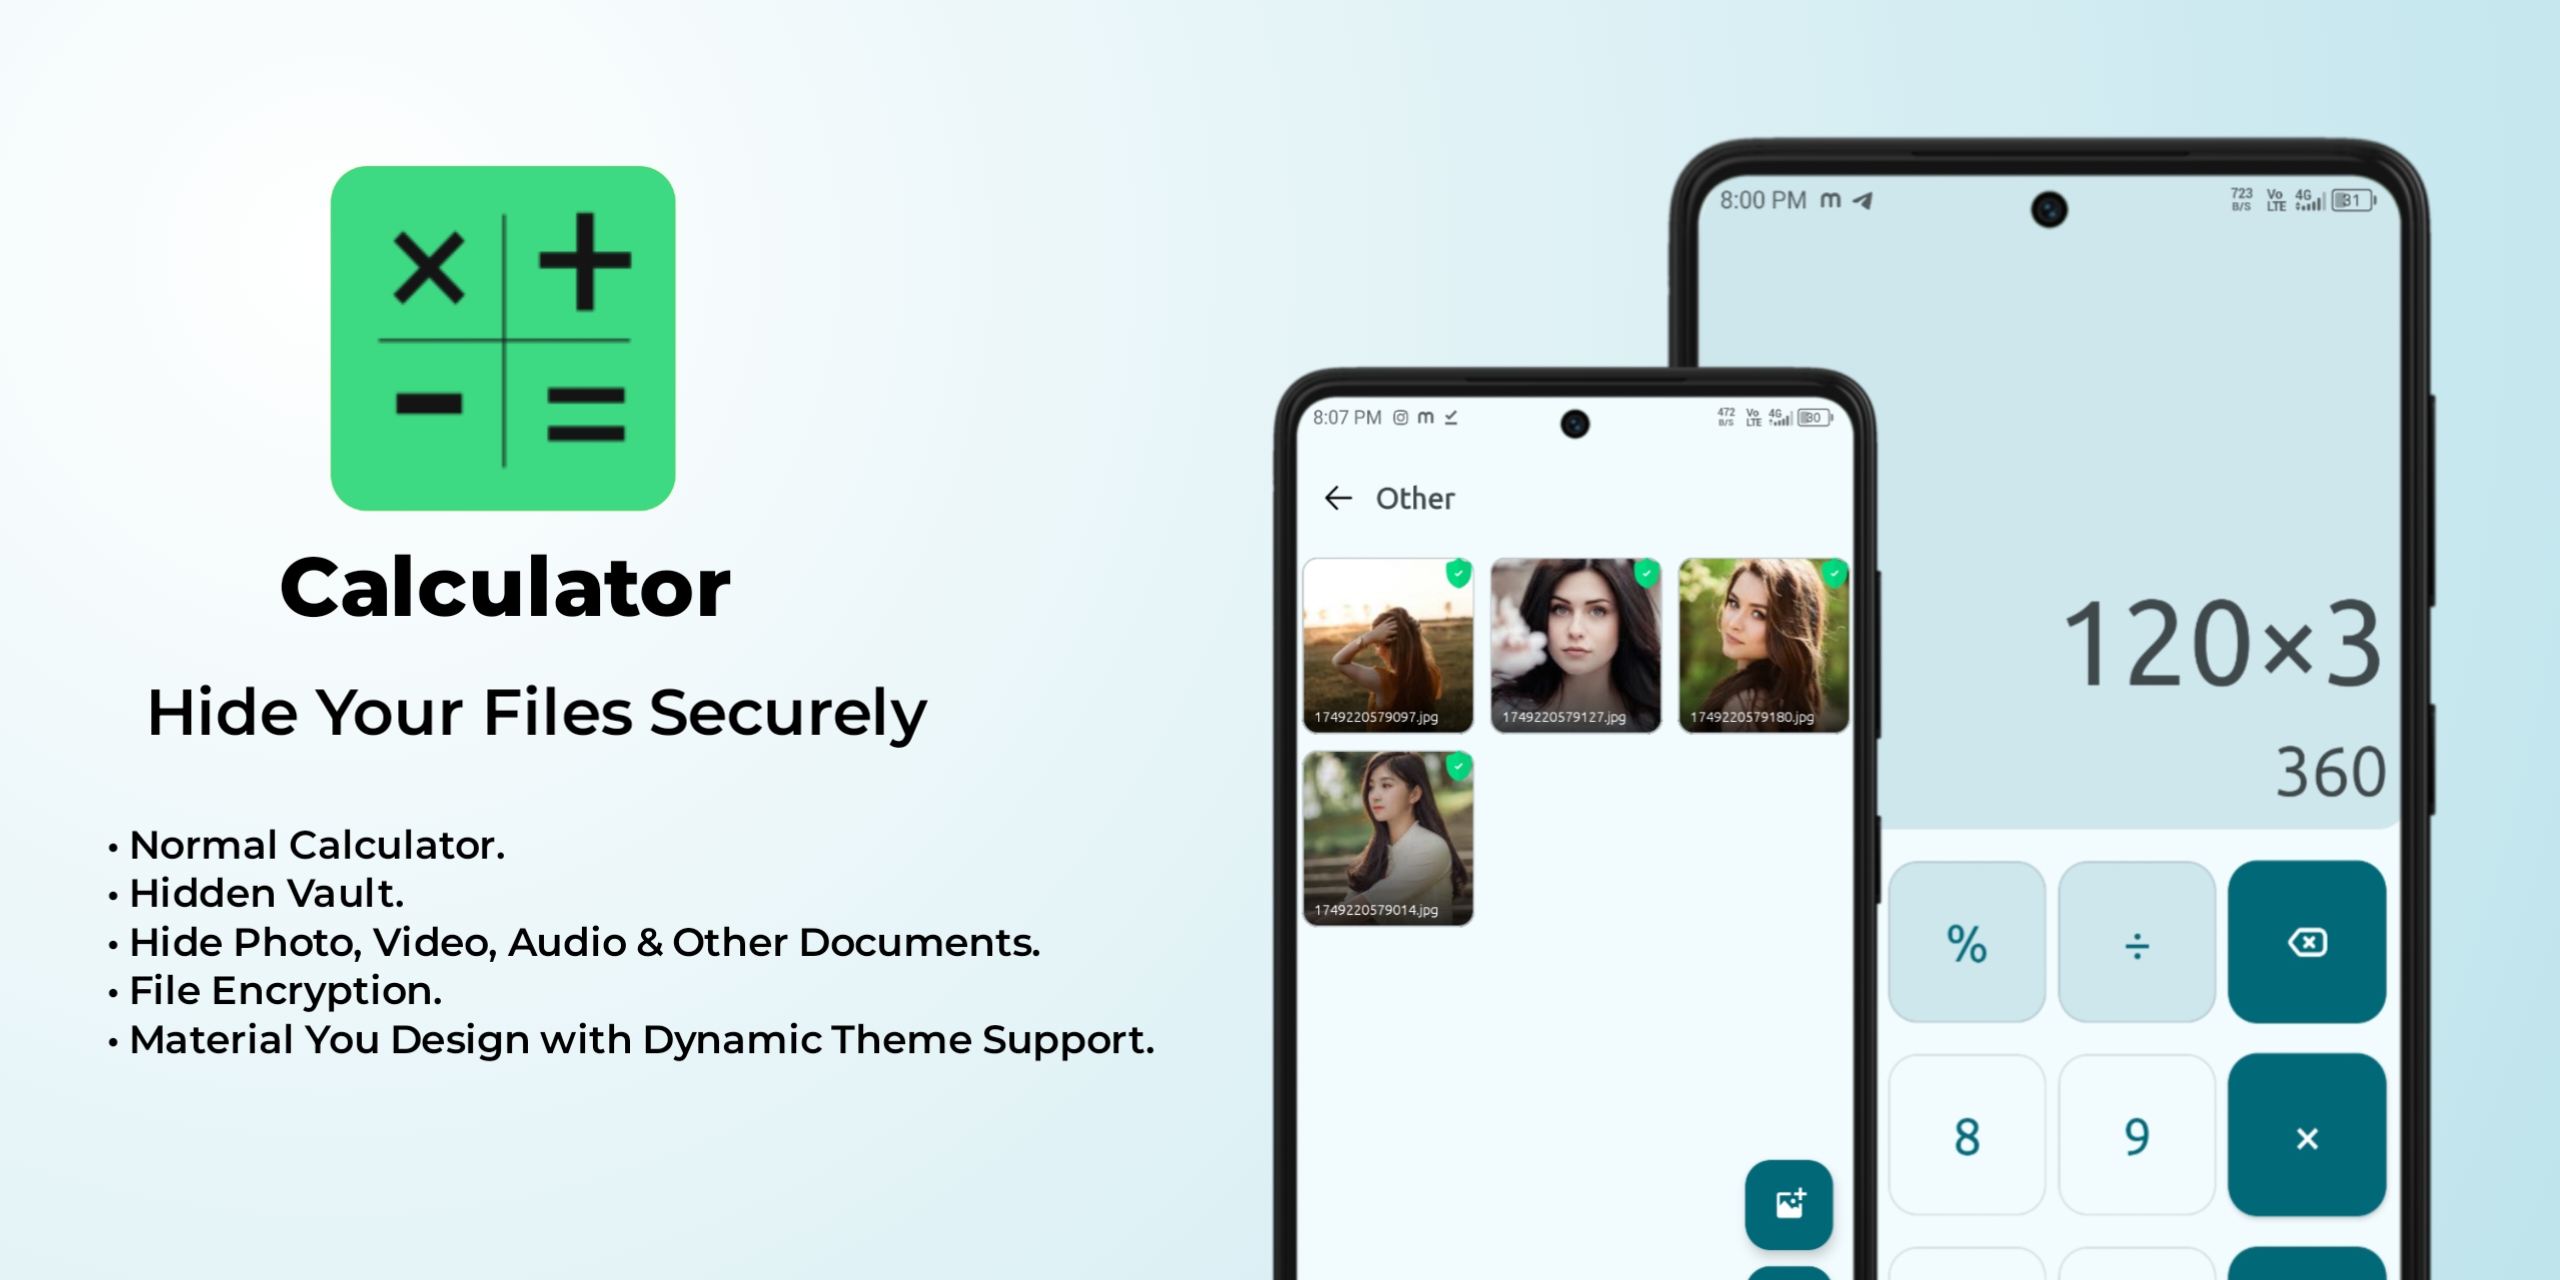 Calculator
Hide Your Files Securely
• Normal Calculator.
• Hidden Vault.
• Hide Photo, Video, Audio & Other Documents.
• File Encryption.
• Material You Design with Dynamic Theme Support.
8:07 PM m 472 B/S Vo LTE 4G 30
← Other
1749220579097.jpg 1749220579127.jpg 1749220579180.jpg
1749220579014.jpg
8:00 PM m 723 B/S Vo LTE 4G 31
120×3
360
% ÷
8 9 ×